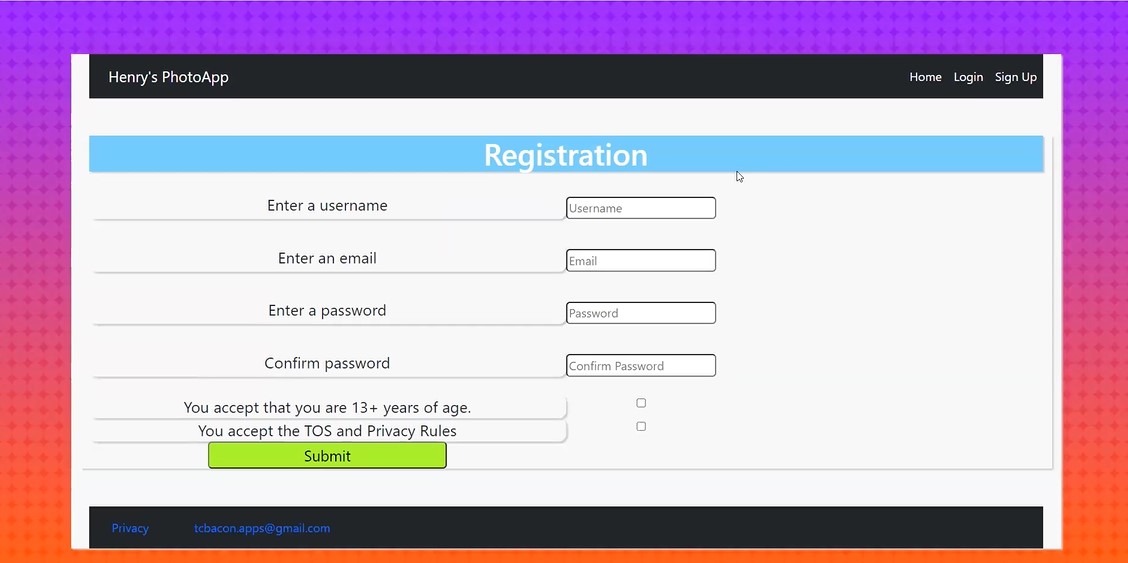 Henry's PhotoApp Home Login Sign Up
Registration
Enter a username Username
Enter an email Email
Enter a password Password
Confirm password Confirm Password
You accept that you are 13+ years of age.
You accept the TOS and Privacy Rules
Submit
Privacy tcbacon.apps@gmail.com